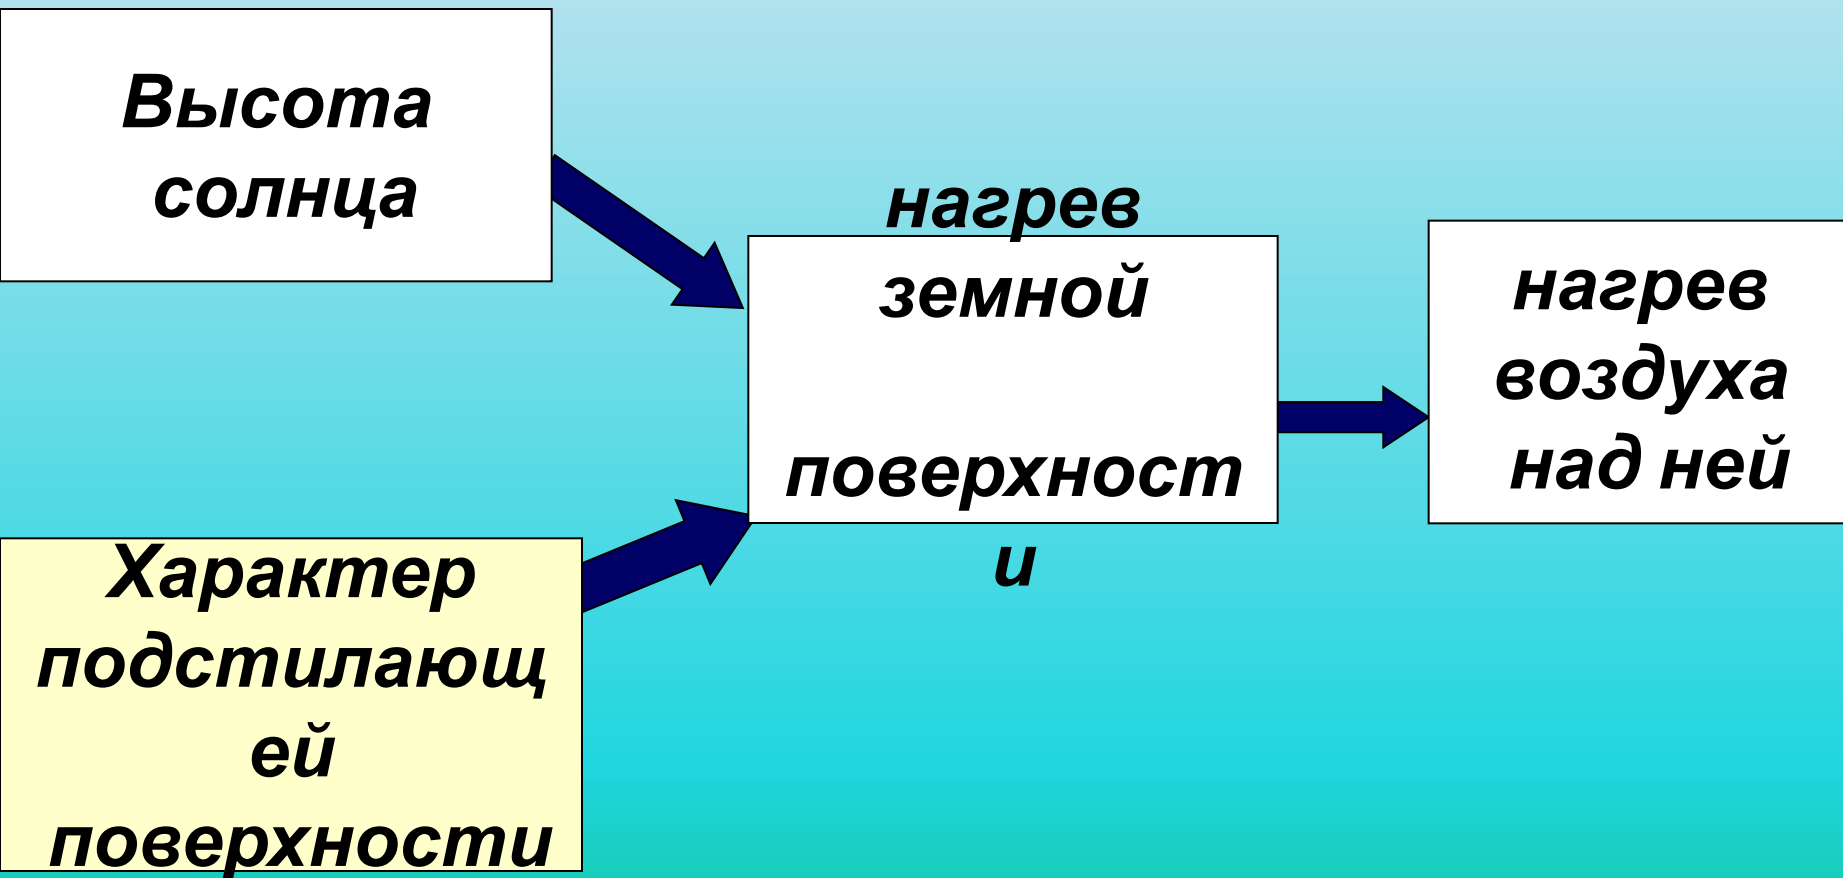 Высота
солнца
нагрев
земной
поверхност
и
нагрев
воздуха
над ней
Характер
подстилающ
ей
поверхности